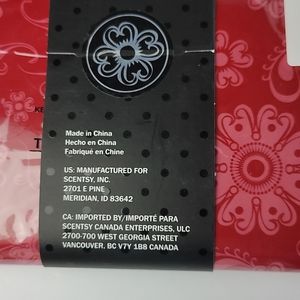 Made in China
Hecho en China
Fabriqué en Chine
US: MANUFACTURED FOR
SCENTSY, INC.
2701 E PINE
MERIDIAN, ID 83642
CA: IMPORTED BY/IMPORTÉ PARA
SCENTSY CANADA ENTERPRISES, ULC
2700-700 WEST GEORGIA STREET
VANCOUVER, BC V7Y 1B8 CANADA